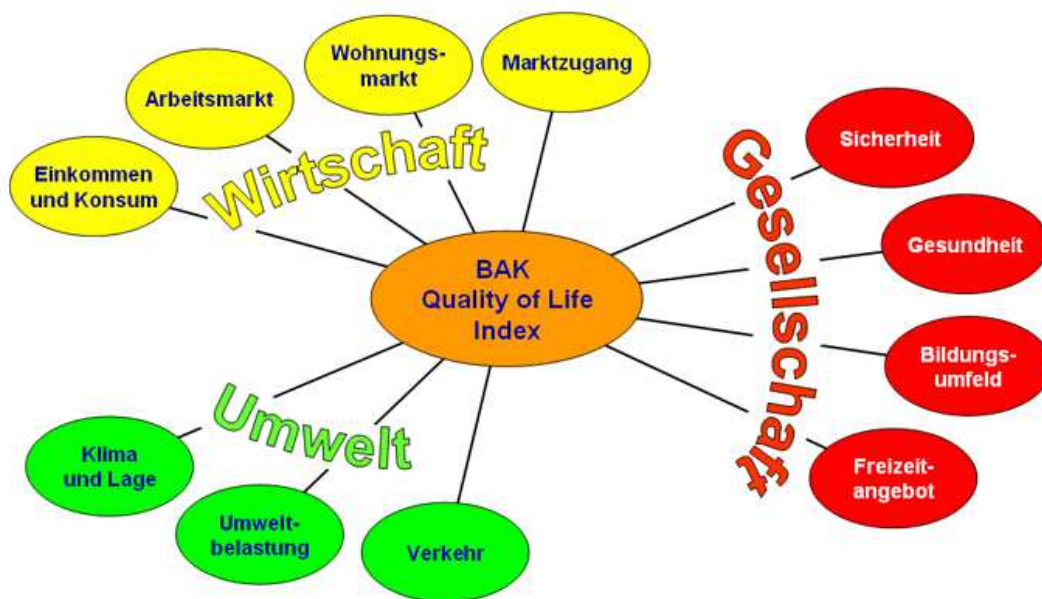 Wohnungs-
markt
Marktzugang
Arbeitsmarkt
Einkommen
und Konsum
Wirtschaft
Sicherheit
Gesundheit
Bildungs-
umfeld
Freizeit-
angebot
Gesellschaft
BAK
Quality of Life
Index
Umwelt
Klima
und Lage
Umwelt-
belastung
Verkehr